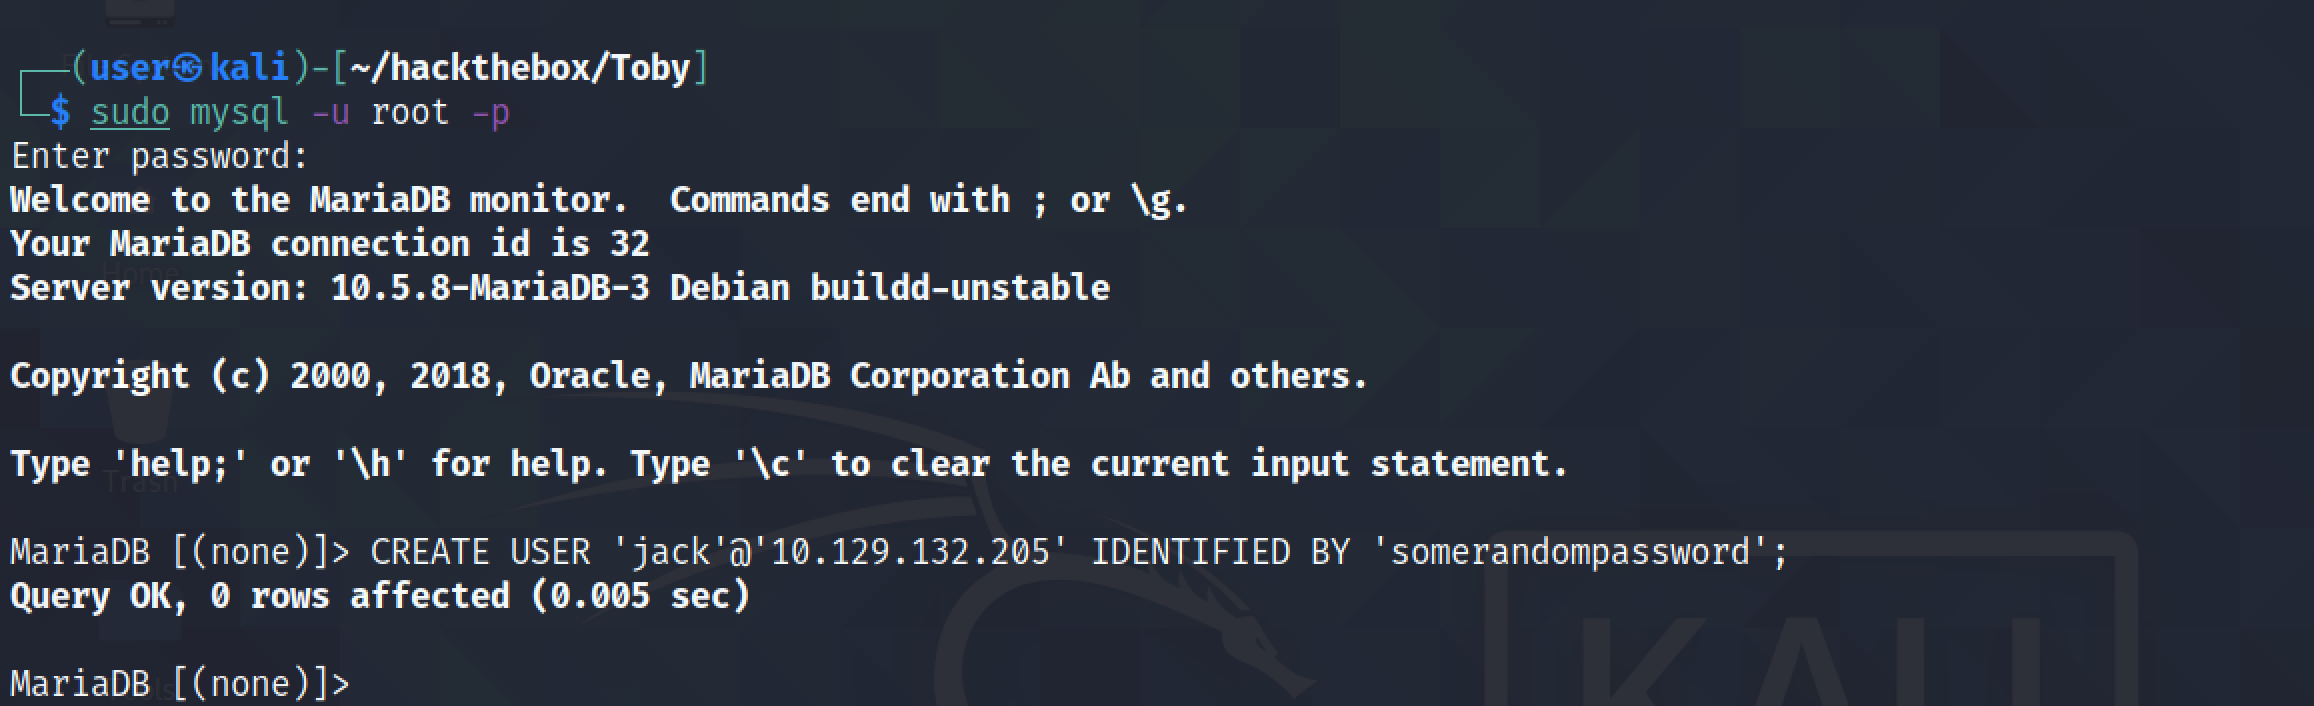 (user㉿kali)-[~/hackthebox/Toby]
$ sudo mysql -u root -p
Enter password:
Welcome to the MariaDB monitor.  Commands end with ; or \g.
Your MariaDB connection id is 32
Server version: 10.5.8-MariaDB-3 Debian buildd-unstable
Home
Copyright (c) 2000, 2018, Oracle, MariaDB Corporation Ab and others.
Type 'help;' or '\h' for help. Type '\c' to clear the current input statement.
Trash
MariaDB [(none)]> CREATE USER 'jack'@'10.129.132.205' IDENTIFIED BY 'somerandompassword';
Query OK, 0 rows affected (0.005 sec)
KALI
MariaDB [(none)]>